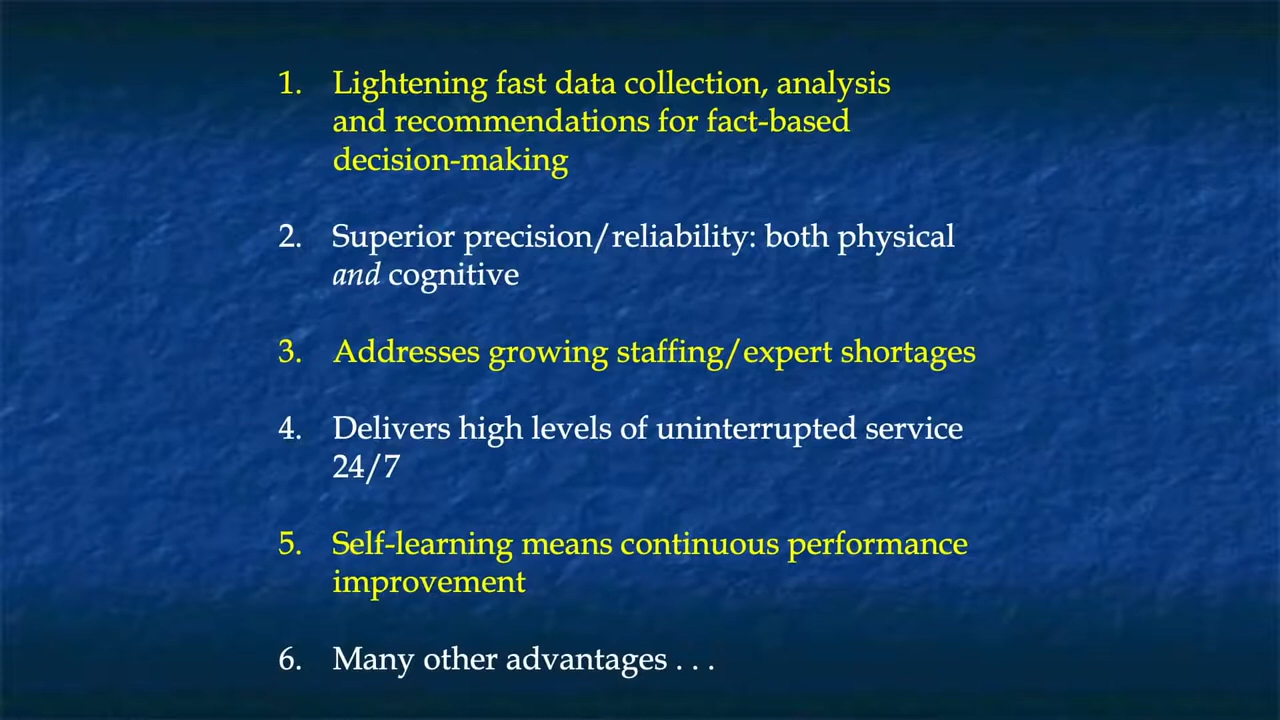 1. Lightening fast data collection, analysis
and recommendations for fact-based
decision-making
2. Superior precision/reliability: both physical
and cognitive
3. Addresses growing staffing/expert shortages
4. Delivers high levels of uninterrupted service
24/7
5. Self-learning means continuous performance
improvement
6. Many other advantages . . .